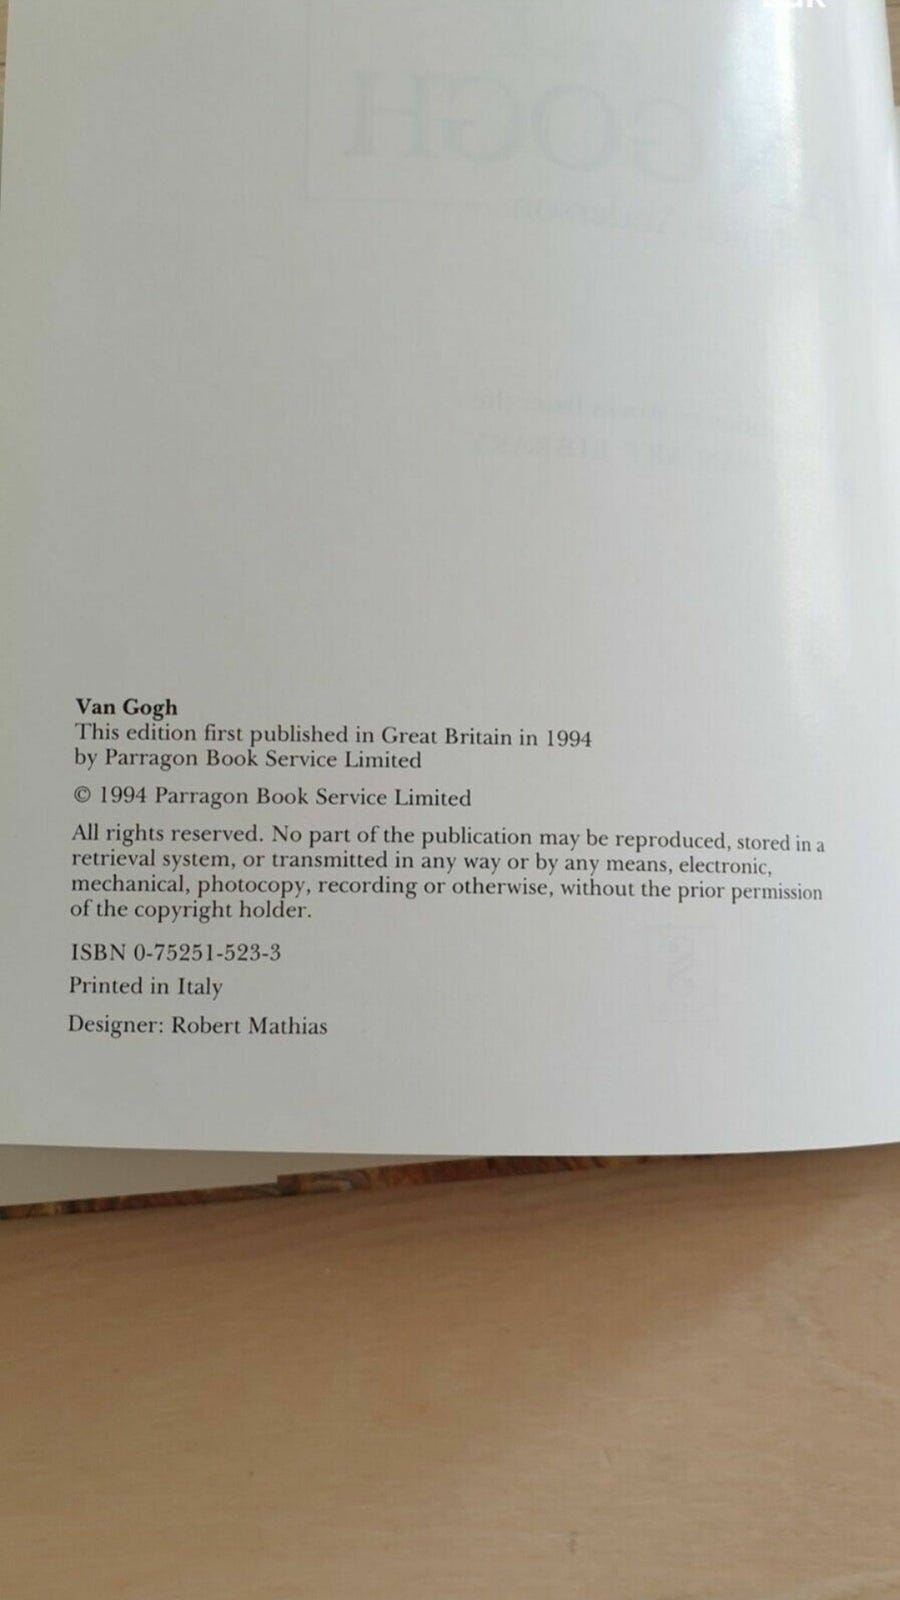 Van Gogh
This edition first published in Great Britain in 1994
by Parragon Book Service Limited
© 1994 Parragon Book Service Limited
All rights reserved. No part of the publication may be reproduced, stored in a
retrieval system, or transmitted in any way or by any means, electronic,
mechanical, photocopy, recording or otherwise, without the prior permission
of the copyright holder.
ISBN 0-75251-523-3
Printed in Italy
Designer: Robert Mathias